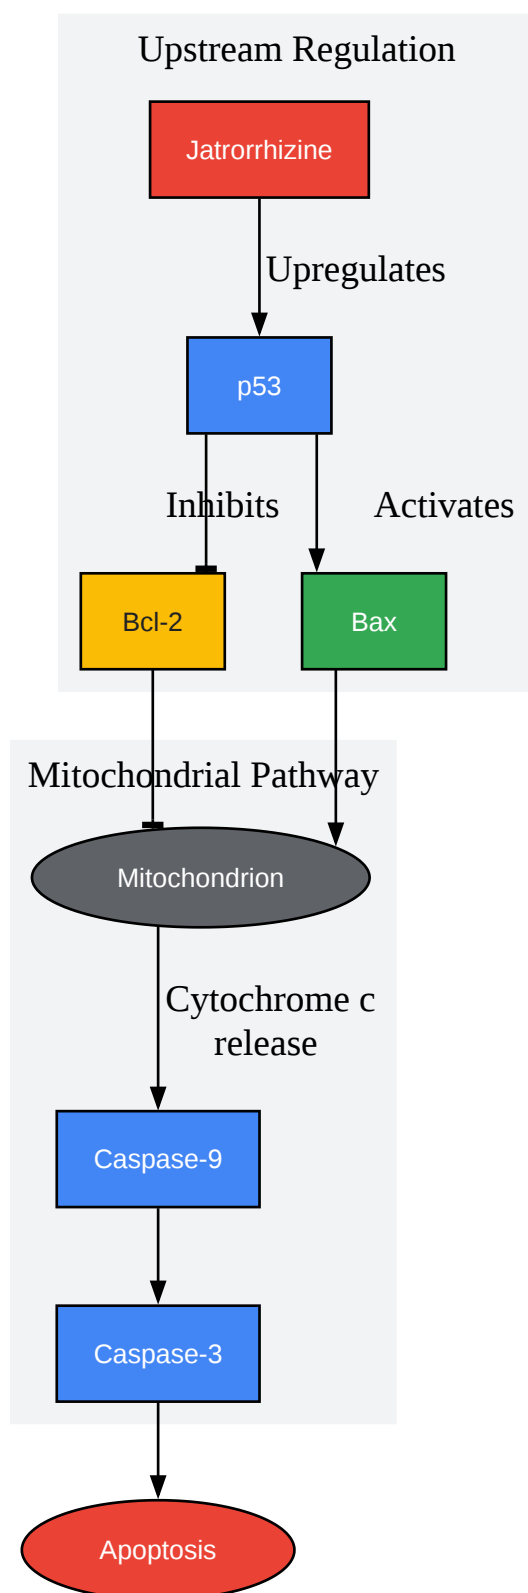 Upstream Regulation
Jatrorrhizine
Upregulates
p53
Inhibits
Activates
Bcl-2
Bax
Mitochondrial Pathway
Mitochondrion
Cytochrome c
release
Caspase-9
Caspase-3
Apoptosis